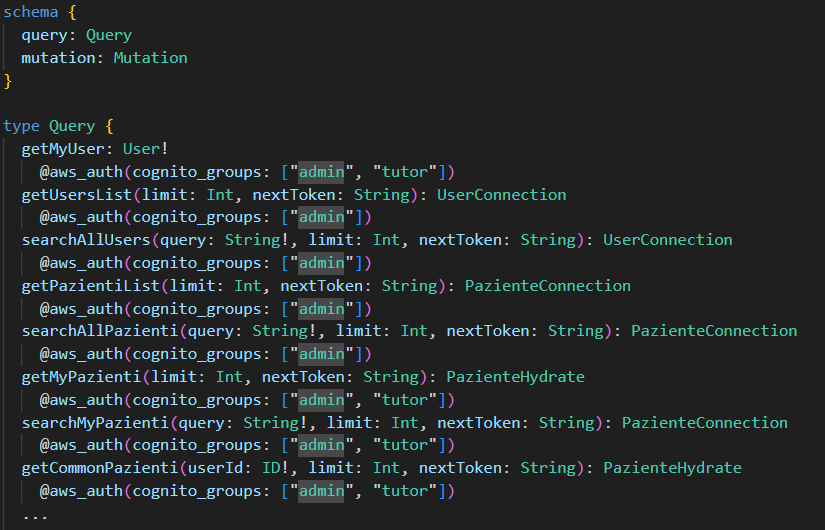 schema {
  query: Query
  mutation: Mutation
}

type Query {
  getMyUser: User!
    @aws_auth(cognito_groups: ["admin", "tutor"])
  getUsersList(limit: Int, nextToken: String): UserConnection
    @aws_auth(cognito_groups: ["admin"])
  searchAllUsers(query: String!, limit: Int, nextToken: String): UserConnection
    @aws_auth(cognito_groups: ["admin"])
  getPazientiList(limit: Int, nextToken: String): PazienteConnection
    @aws_auth(cognito_groups: ["admin"])
  searchAllPazienti(query: String!, limit: Int, nextToken: String): PazienteConnection
    @aws_auth(cognito_groups: ["admin"])
  getMyPazienti(limit: Int, nextToken: String): PazienteHydrate
    @aws_auth(cognito_groups: ["admin", "tutor"])
  searchMyPazienti(query: String!, limit: Int, nextToken: String): PazienteConnection
    @aws_auth(cognito_groups: ["admin", "tutor"])
  getCommonPazienti(userId: ID!, limit: Int, nextToken: String): PazienteHydrate
    @aws_auth(cognito_groups: ["admin", "tutor"])
  ...